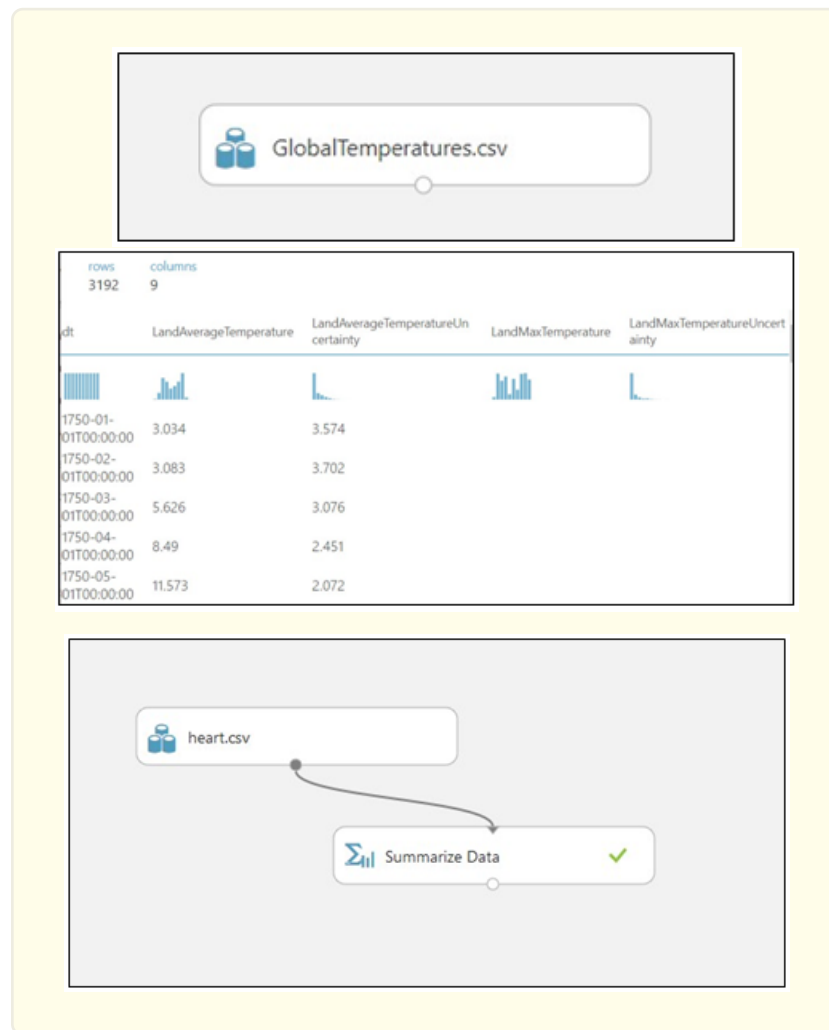 GlobalTemperatures.csv
rows columns
3192 9
dt LandAverageTemperature LandAverageTemperatureUn
certainty LandMaxTemperature LandMaxTemperatureUncert
ainty
1750-01-
01T00:00:00 3.034 3.574
1750-02-
01T00:00:00 3.083 3.702
1750-03-
01T00:00:00 5.626 3.076
1750-04-
01T00:00:00 8.49 2.451
1750-05-
01T00:00:00 11.573 2.072
heart.csv
Summarize Data